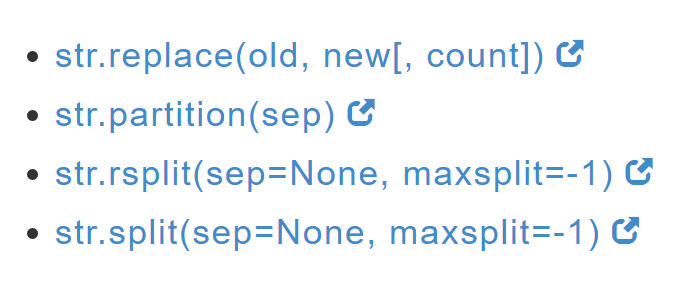 str.replace(old, new[, count])
str.partition(sep)
str.rsplit(sep=None, maxsplit=-1)
str.split(sep=None, maxsplit=-1)